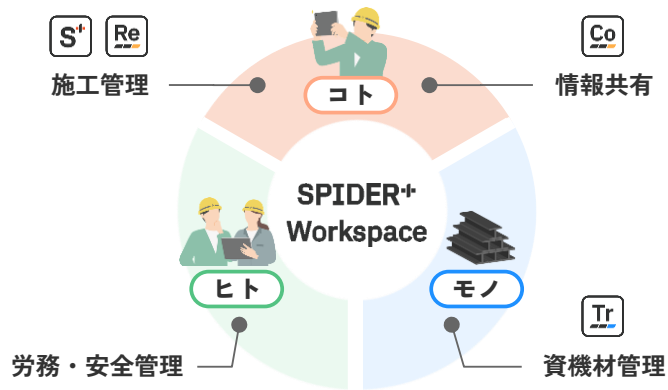 S+ Re
Co
施工管理
コト
情報共有
SPIDER+
Workspace
ヒト
モノ
Tr
労務・安全管理
資機材管理